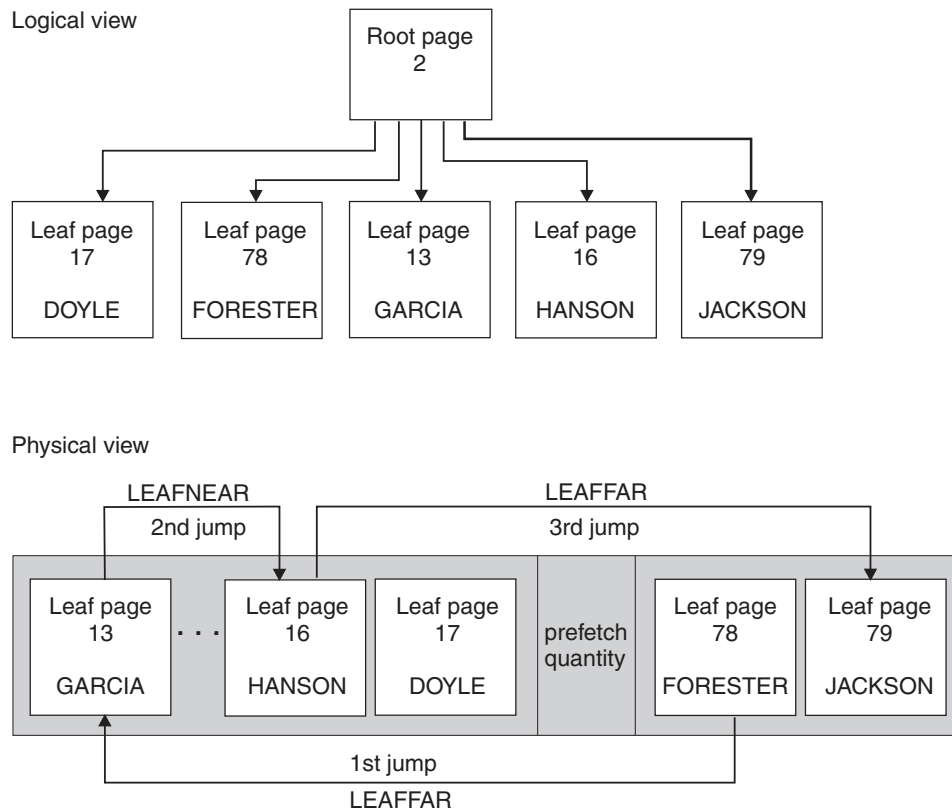 Logical view
Root page
2
Leaf page
17
DOYLE
Leaf page
78
FORESTER
Leaf page
13
GARCIA
Leaf page
16
HANSON
Leaf page
79
JACKSON
Physical view
LEAFNEAR
2nd jump
LEAFFAR
3rd jump
Leaf page
13
GARCIA
. . .
Leaf page
16
HANSON
Leaf page
17
DOYLE
prefetch
quantity
Leaf page
78
FORESTER
Leaf page
79
JACKSON
1st jump
LEAFFAR